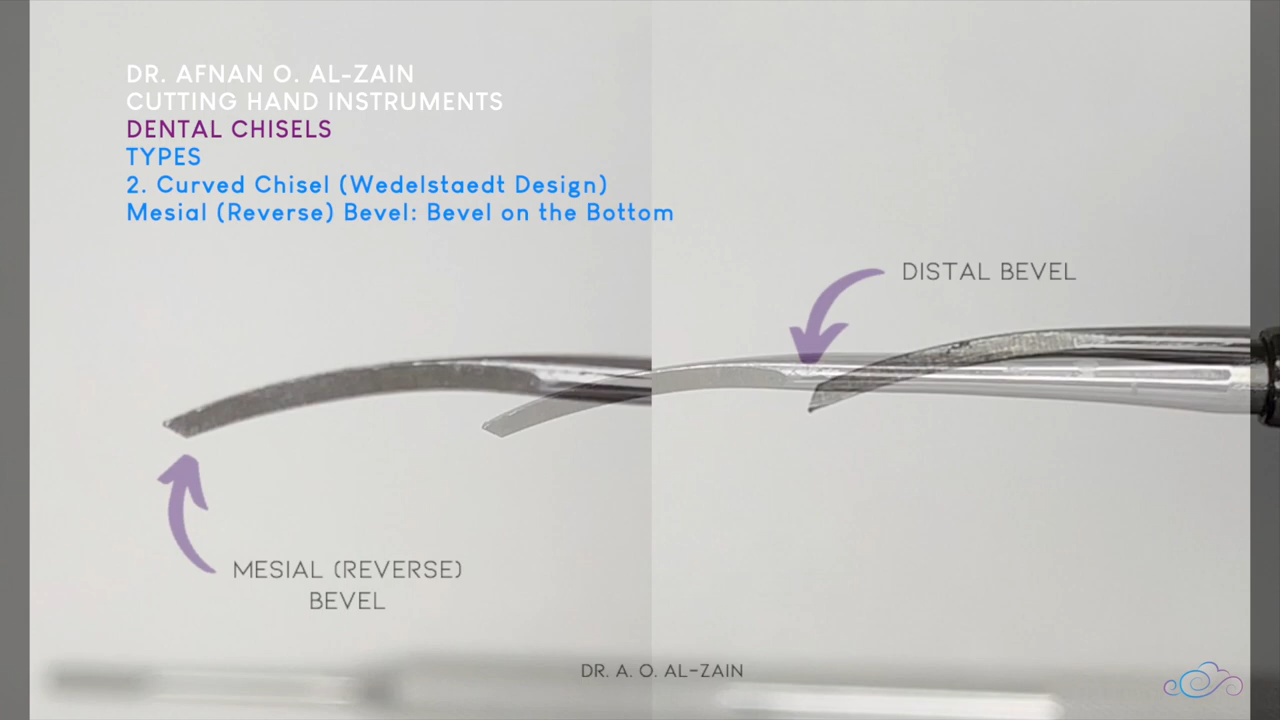 DR. AFNAN O. AL-ZAIN
CUTTING HAND INSTRUMENTS
DENTAL CHISELS
TYPES
2. Curved Chisel (Wedelstaedt Design)
Mesial (Reverse) Bevel: Bevel on the Bottom
DISTAL BEVEL
MESIAL (REVERSE)
BEVEL
DR. A. O. AL-ZAIN